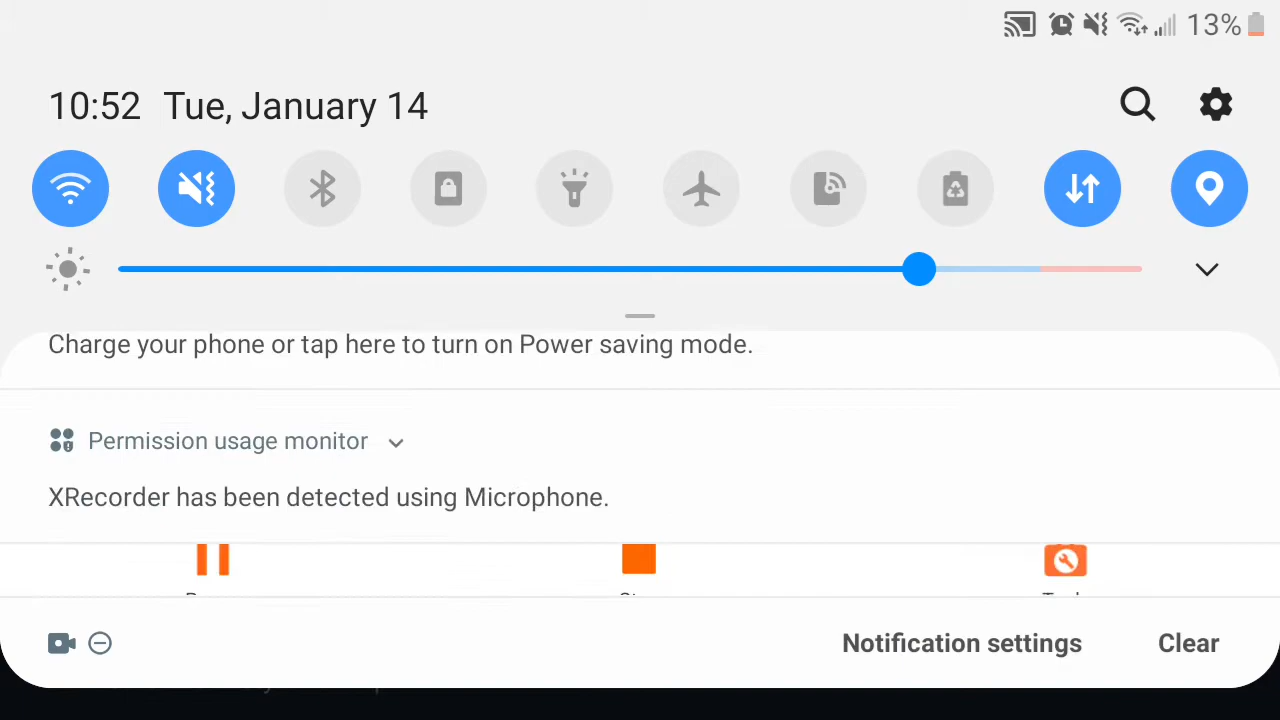 13%
10:52 Tue, January 14
Charge your phone or tap here to turn on Power saving mode.
Permission usage monitor
XRecorder has been detected using Microphone.
Notification settings Clear